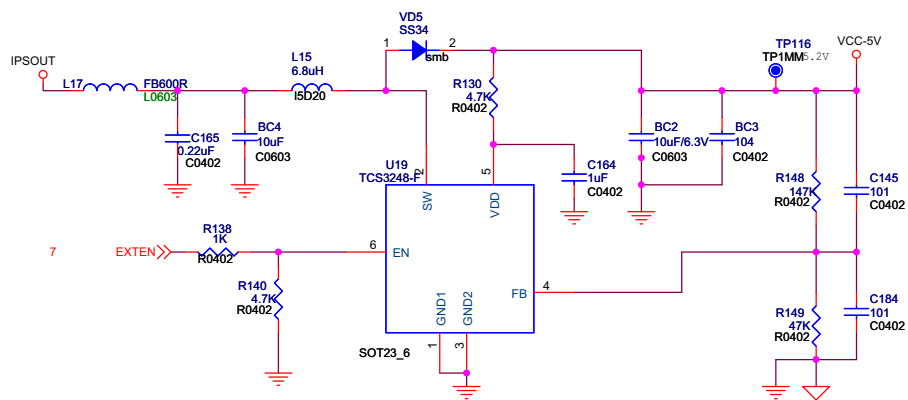 VD5
SS34
1
2
smb
TP116
TP1MM
5.2V
VCC-5V
IPSOUT
L17
FB600R
L0603
L15
6.8uH
I5D20
R130
4.7K
R0402
C165
0.22uF
C0402
BC4
10uF
C0603
BC2
10uF/6.3V
C0603
BC3
104
C0402
U19
TCS3248-F
2
SW
5
VDD
C164
1uF
C0402
R148
147K
R0402
C145
101
C0402
7
EXTEN
R138
1K
R0402
6
EN
R140
4.7K
R0402
FB
4
GND1
GND2
1
3
SOT23_6
R149
47K
R0402
C184
101
C0402